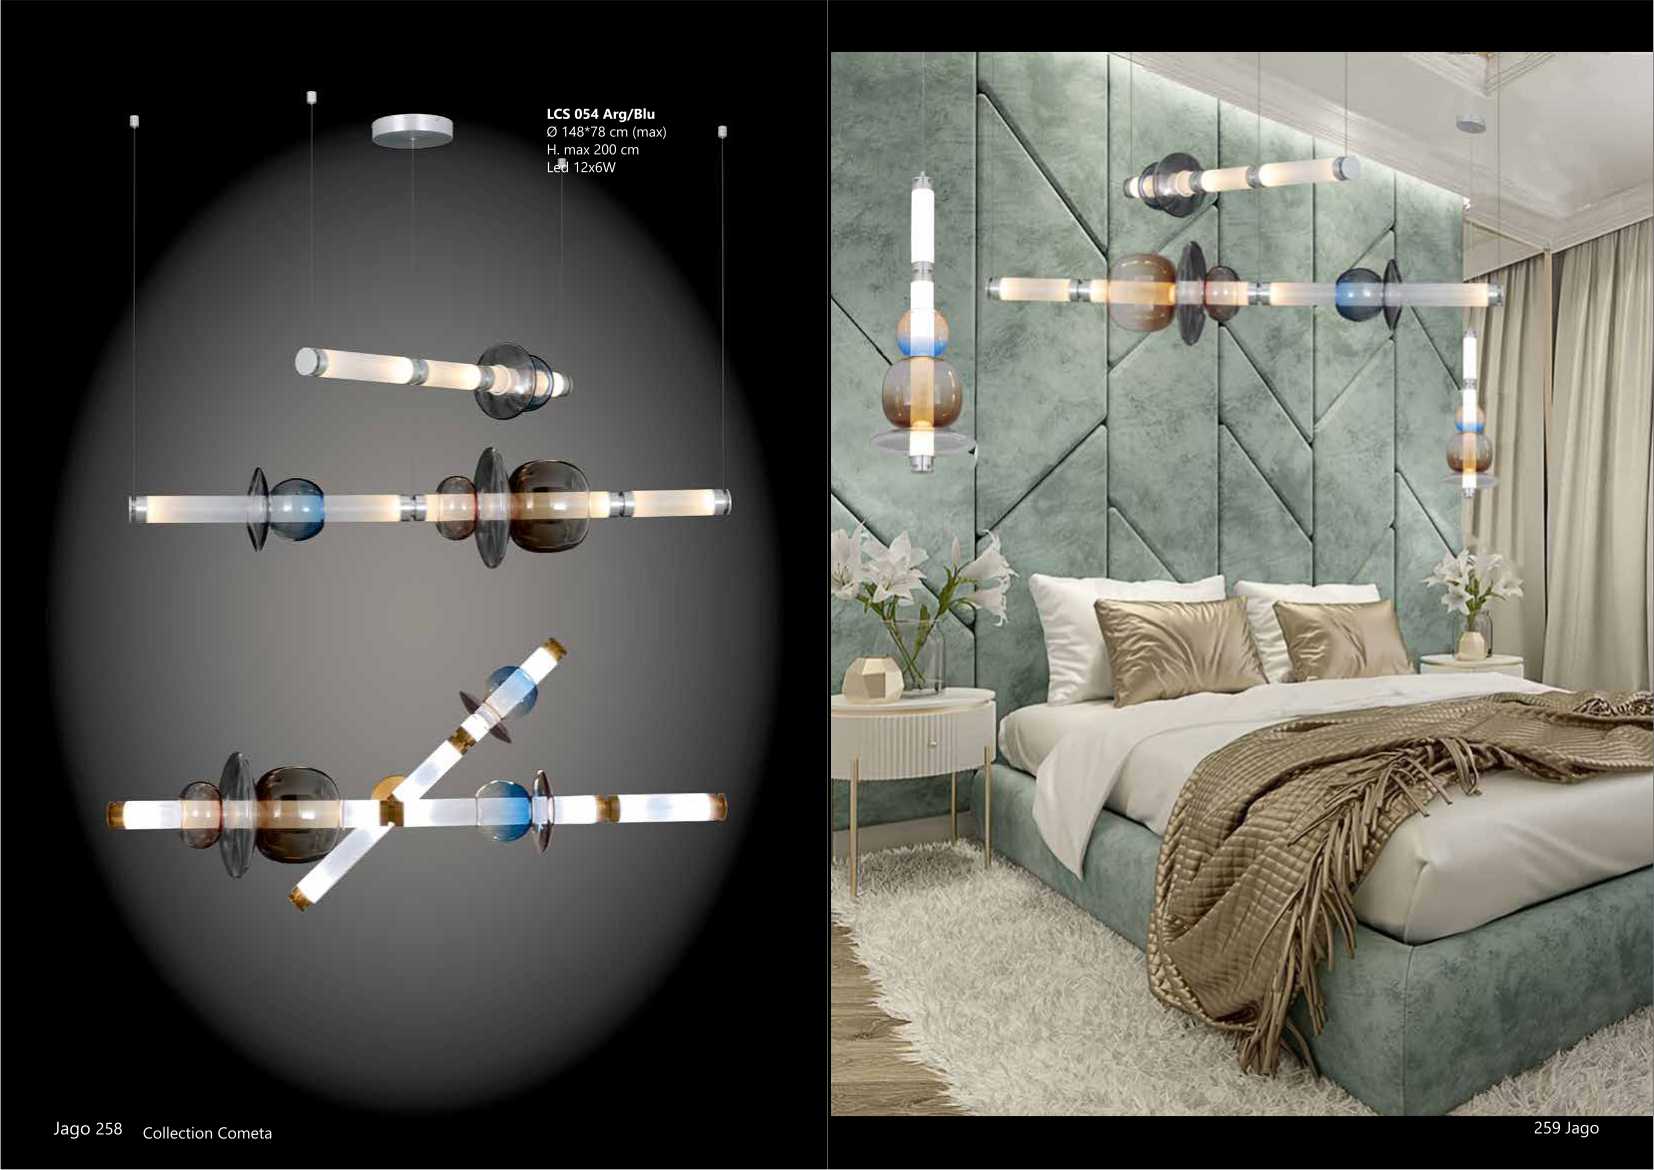 LCS 054 Arg/Blu
Ø 148*78 cm (max)
H. max 200 cm
Led 12x6W
Jago 258
Collection Cometa
259 Jago